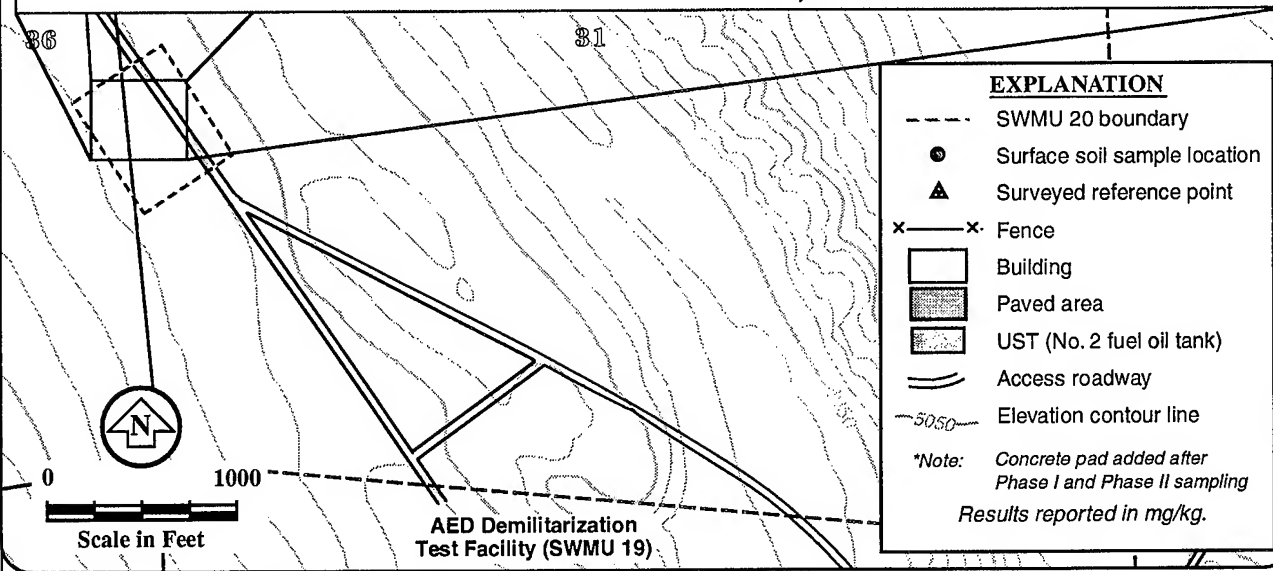 36
31
EXPLANATION
SWMU 20 boundary
Surface soil sample location
Surveyed reference point
x x Fence
Building
Paved area
UST (No. 2 fuel oil tank)
Access roadway
5050 Elevation contour line
*Note: Concrete pad added after
Phase I and Phase II sampling
Results reported in mg/kg.
N
0 1000
Scale in Feet
AED Demilitarization
Test Facility (SWMU 19)